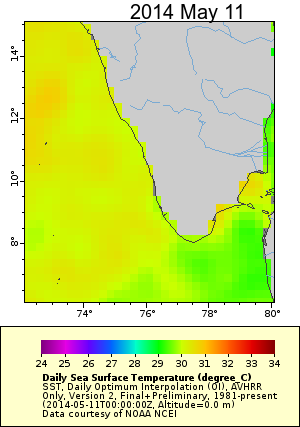 2014 May 11
14°
12°
10°
8°
74°
76°
78°
80°
24 25 26 27 28 29 30 31 32 33 34
Daily Sea Surface Temperature (degree_C)
SST, Daily Optimum Interpolation (OI), AVHRR
Only, Version 2, Final+Preliminary, 1981-present
(2014-05-11T00:00:00Z, Altitude=0.0 m)
Data courtesy of NOAA NCEI